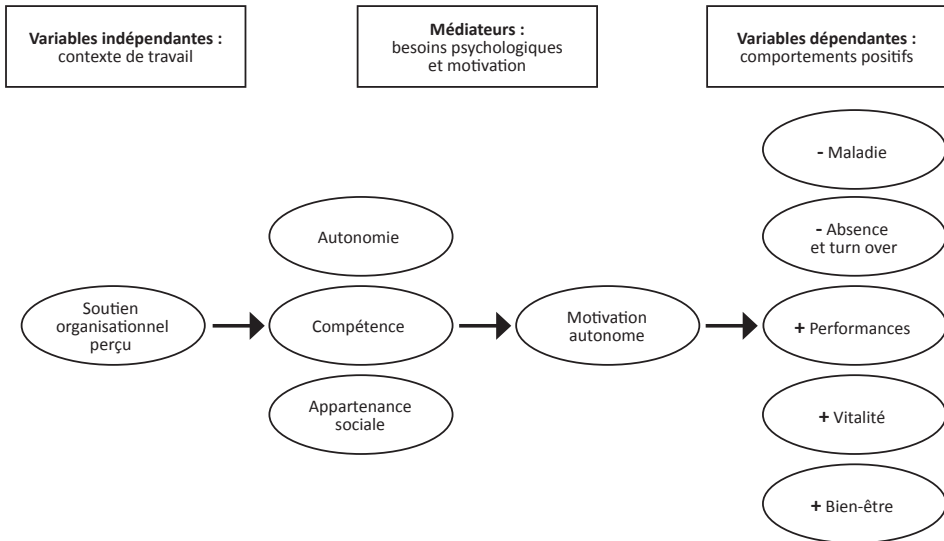 Variables indépendantes :
contexte de travail
Médiateurs :
besoins psychologiques
et motivation
Variables dépendantes :
comportements positifs
- Maladie
- Absence
et turn over
Autonomie
Soutien
organisationnel
perçu
Compétence
Motivation
autonome
+ Performances
Appartenance
sociale
+ Vitalité
+ Bien-être